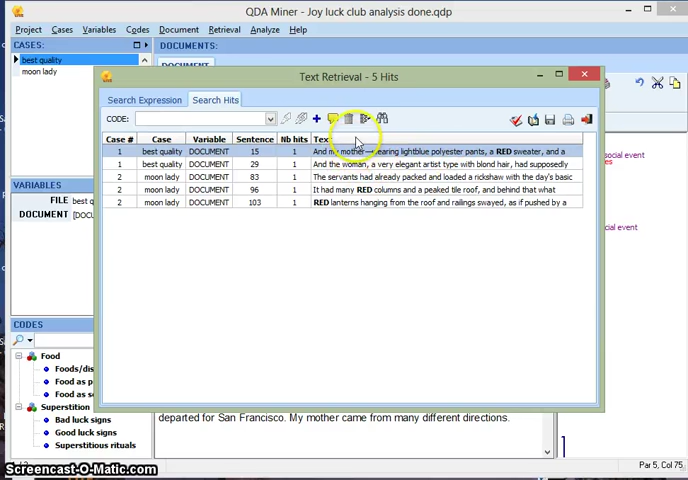 QDA Miner - Joy luck club analysis done.qdp
Project Cases Variables Codes Document Retrieval Analyze Help
CASES:
best quality
moon lady
DOCUMENTS:
DOCUMENT
Text Retrieval - 5 Hits
Search Expression Search Hits
CODE:
Case # Case Variable Sentence Nb hits Text
1 best quality DOCUMENT 15 1 And my mother—wearing lightblue polyester pants, a RED sweater, and a
1 best quality DOCUMENT 29 1 And the woman, a very elegant artist type with blond hair, had supposedly
2 moon lady DOCUMENT 83 1 The servants had already packed and loaded a rickshaw with the day's basic
2 moon lady DOCUMENT 96 1 It had many RED columns and a peaked tile roof, and behind that what
2 moon lady DOCUMENT 103 1 RED lanterns hanging from the roof and railings swayed, as if pushed by a
social event
ocial event
VARIABLES
FILE best q
DOCUMENT [DOC
CODES
Search
Food
Foods/dis
Food as p
Food as s
Superstition
Bad luck signs
Good luck signs
Superstitious rituals
departed for San Francisco. My mother came from many different directions.
Par 5, Col 75
Screencast-O-Matic.com